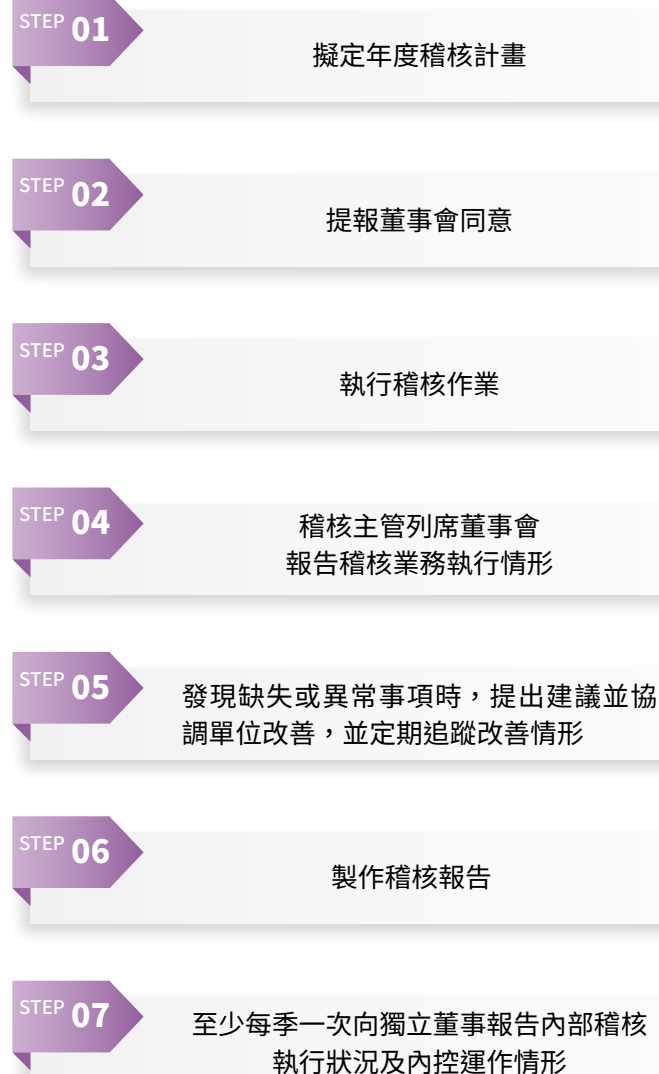 STEP 01
擬定年度稽核計畫
STEP 02
提報董事會同意
STEP 03
執行稽核作業
STEP 04
稽核主管列席董事會
報告稽核業務執行情形
STEP 05
發現缺失或異常事項時，提出建議並協
調單位改善，並定期追蹤改善情形
STEP 06
製作稽核報告
STEP 07
至少每季一次向獨立董事報告內部稽核
執行狀況及內控運作情形